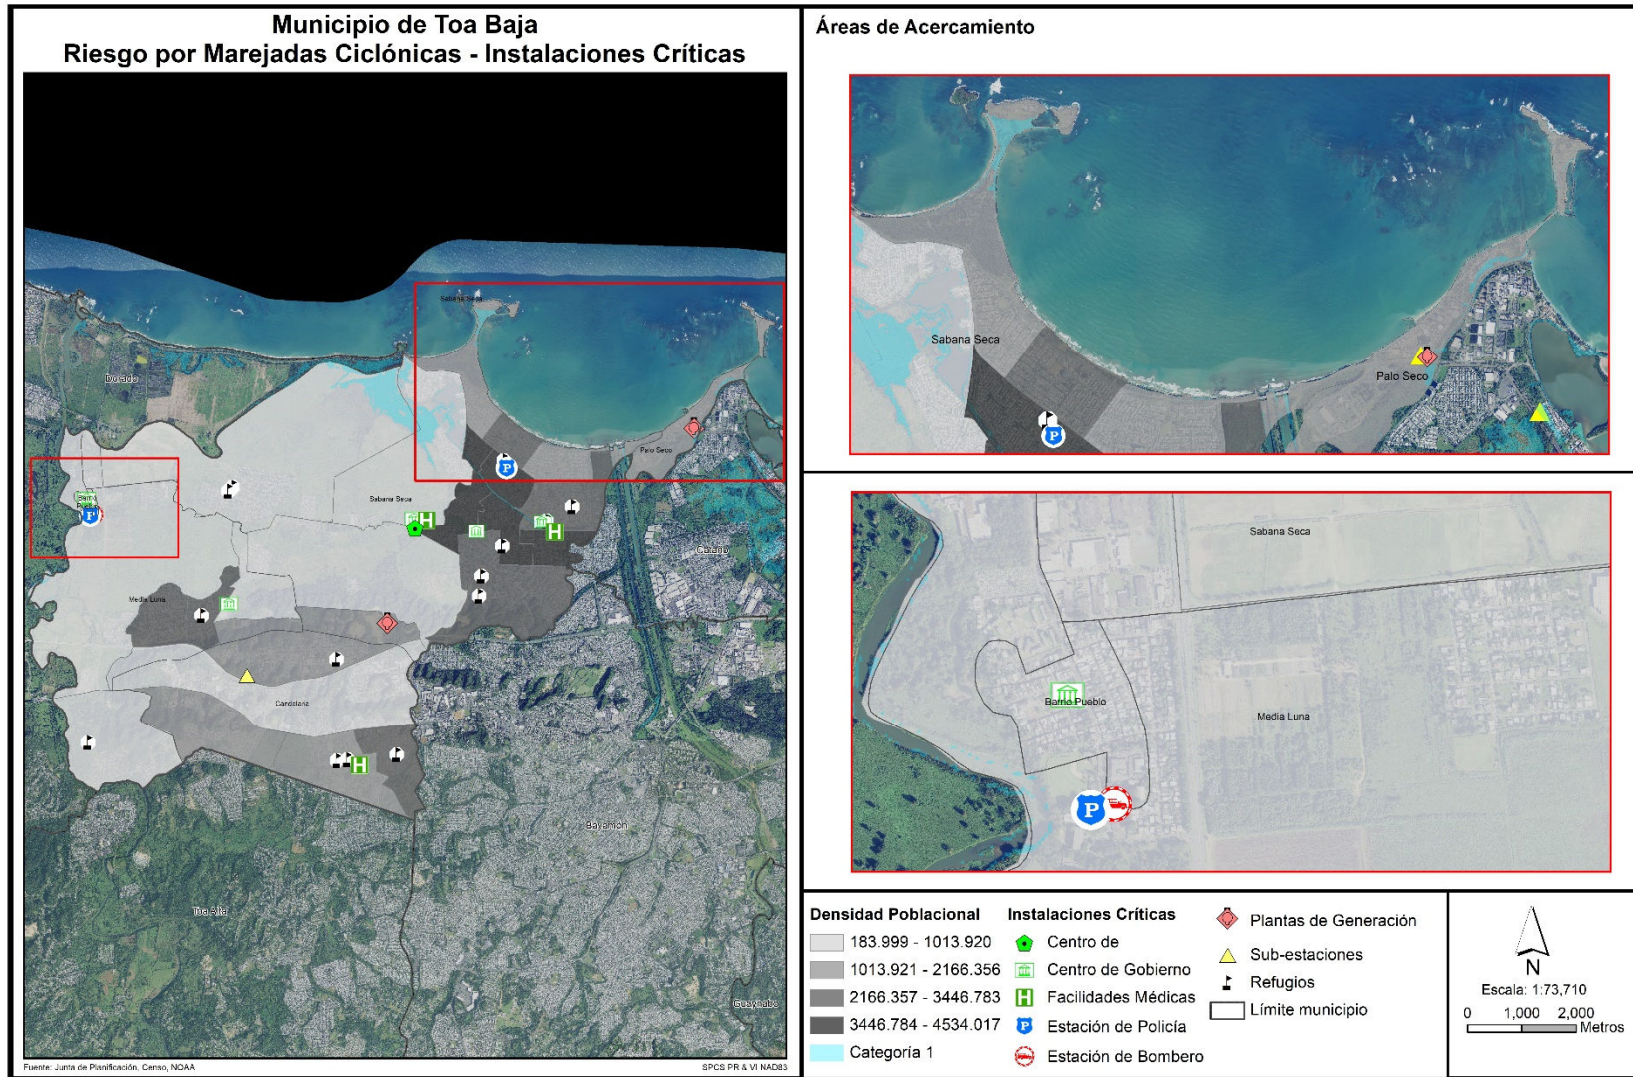 Municipio de Toa Baja
Riesgo por Marejadas Ciclónicas - Instalaciones Críticas
Sabana Seca
Dorado
Palo Seco
Barrio
Pueblo
Sabana Seca
Cataño
Media Luna
Candelaria
Bayamón
Toa Alta
Guaynabo
Fuente: Junta de Planificación, Censo, NOAA
SPCS PR & VI NAD83
Áreas de Acercamiento
Sabana Seca
Palo Seco
Sabana Seca
Barrio Pueblo
Media Luna
Densidad Poblacional
183.999 - 1013.920
1013.921 - 2166.356
2166.357 - 3446.783
3446.784 - 4534.017
Categoría 1
Instalaciones Críticas
Centro de
Centro de Gobierno
H Facilidades Médicas
P Estación de Policía
Estación de Bombero
Plantas de Generación
Sub-estaciones
Refugios
Límite municipio
N
Escala: 1:73,710
0 1,000 2,000
Metros